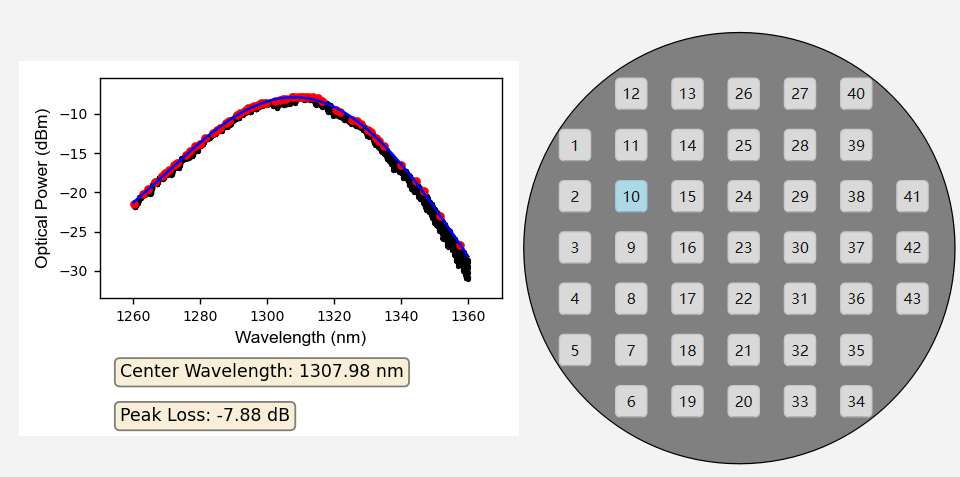 Optical Power (dBm)
−10
−15
−20
−25
−30
1260 1280 1300 1320 1340 1360
Wavelength (nm)
Center Wavelength: 1307.98 nm
Peak Loss: -7.88 dB
12 13 26 27 40
1 11 14 25 28 39
2 10 15 24 29 38 41
3 9 16 23 30 37 42
4 8 17 22 31 36 43
5 7 18 21 32 35
6 19 20 33 34